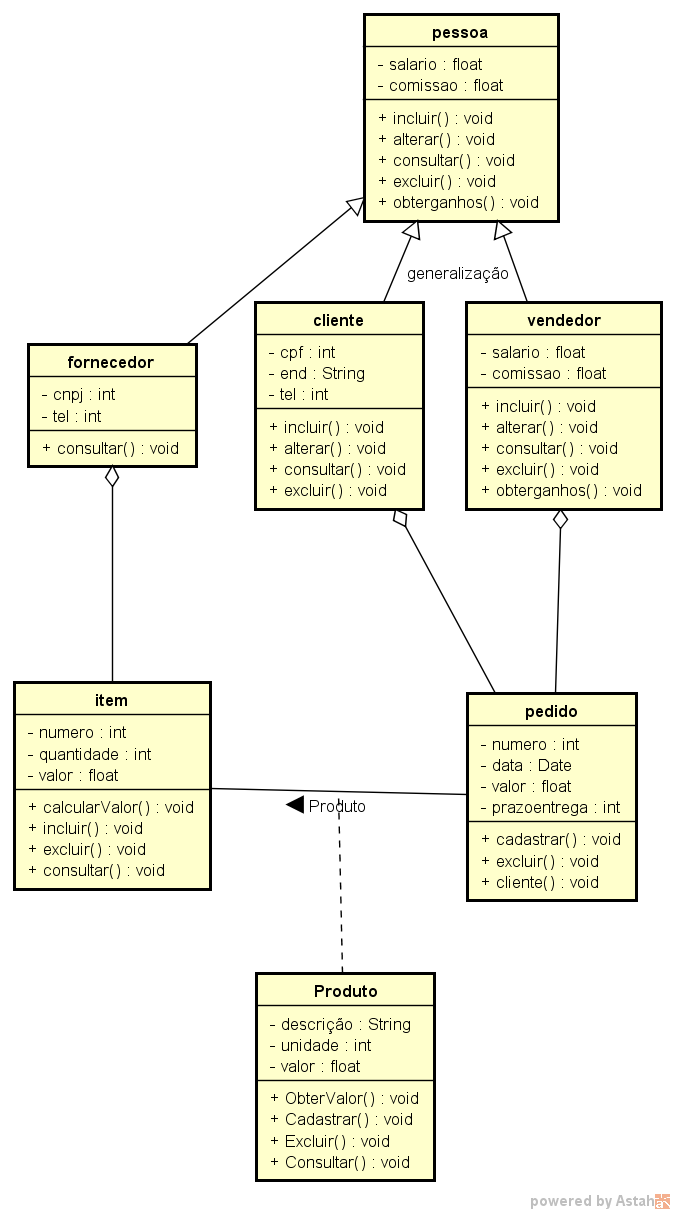 pessoa
- salario : float
- comissao : float
+ incluir() : void
+ alterar() : void
+ consultar() : void
+ excluir() : void
+ obterganhos() : void
generalização
fornecedor
- cnpj : int
- tel : int
+ consultar() : void
cliente
- cpf : int
- end : String
- tel : int
+ incluir() : void
+ alterar() : void
+ consultar() : void
+ excluir() : void
vendedor
- salario : float
- comissao : float
+ incluir() : void
+ alterar() : void
+ consultar() : void
+ excluir() : void
+ obterganhos() : void
item
- numero : int
- quantidade : int
- valor : float
+ calcularValor() : void
+ incluir() : void
+ excluir() : void
+ consultar() : void
Produto
pedido
- numero : int
- data : Date
- valor : float
- prazoentrega : int
+ cadastrar() : void
+ excluir() : void
+ cliente() : void
Produto
- descrição : String
- unidade : int
- valor : float
+ ObterValor() : void
+ Cadastrar() : void
+ Excluir() : void
+ Consultar() : void
powered by Astah